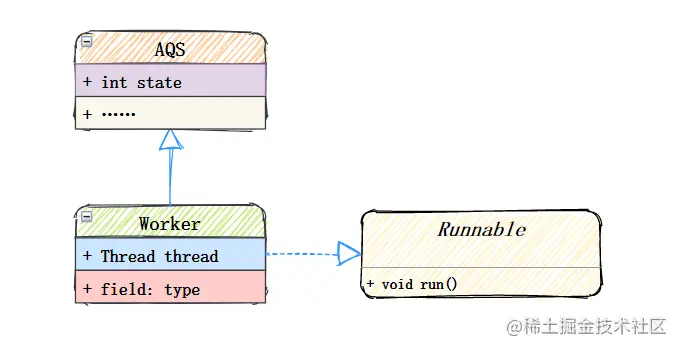 AQS
+ int state
+ ……
Worker
+ Thread thread
+ field: type
Runnable
+ void run()
@稀土掘金技术社区